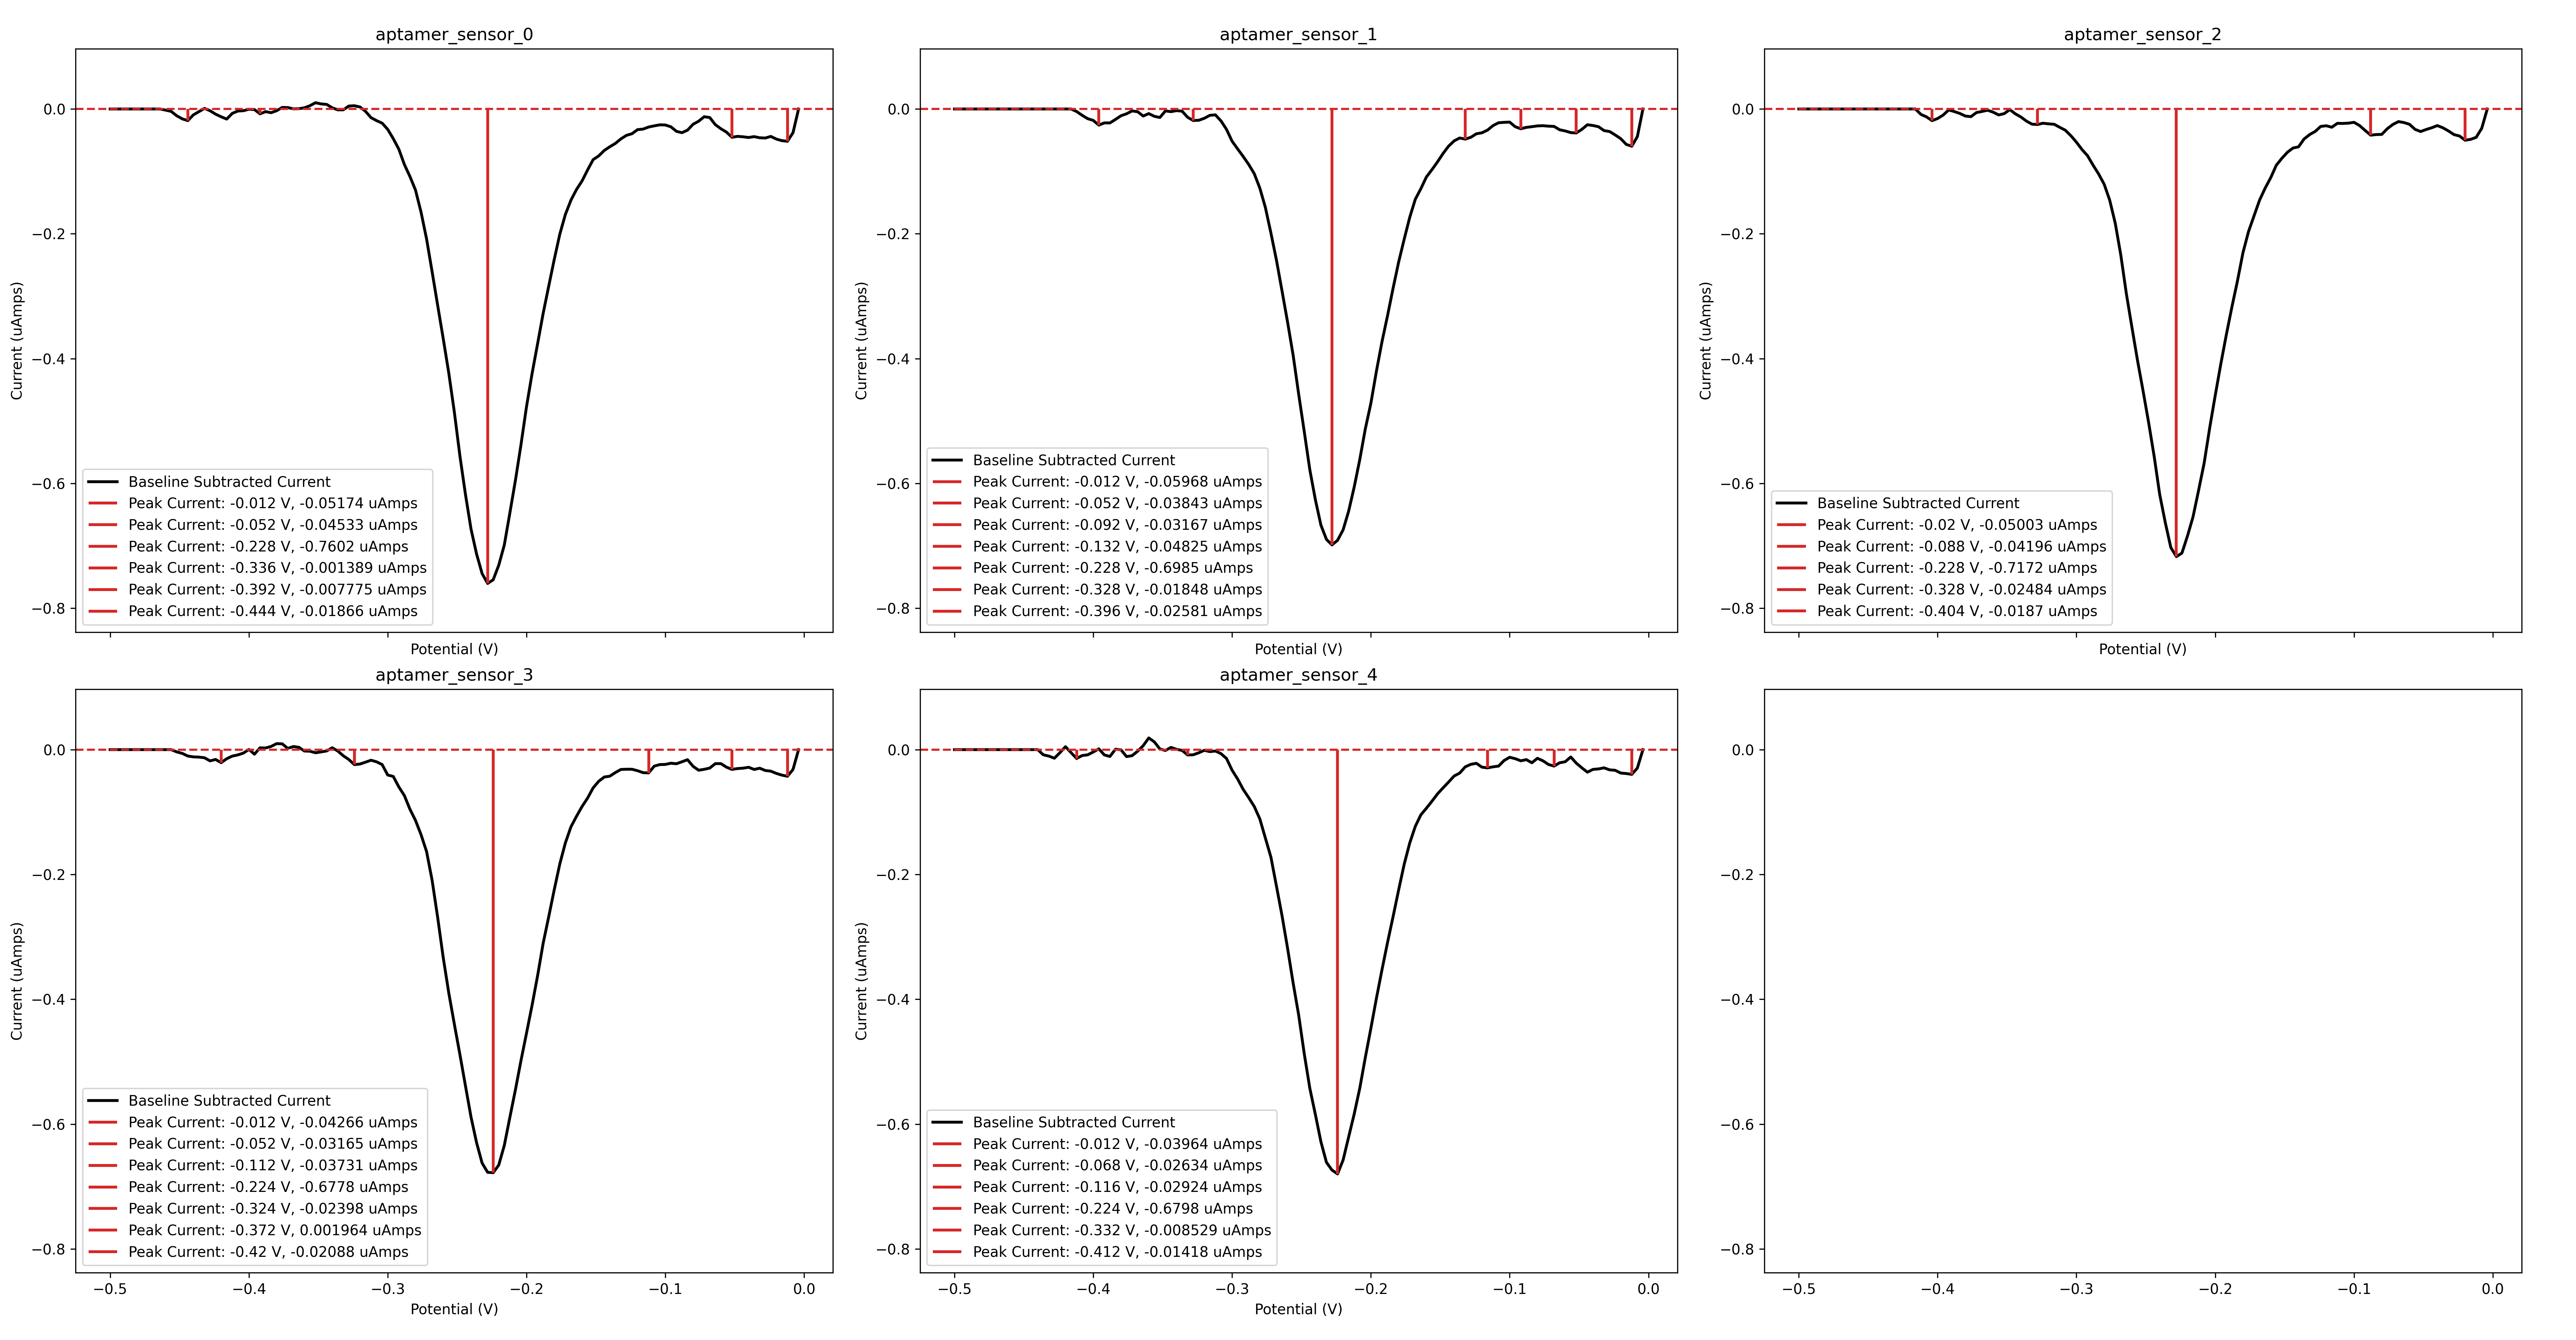 aptamer_sensor_0
0.0
−0.2
−0.4
−0.6
−0.8
Current (uAmps)
Baseline Subtracted Current
Peak Current: -0.012 V, -0.05174 uAmps
Peak Current: -0.052 V, -0.04533 uAmps
Peak Current: -0.228 V, -0.7602 uAmps
Peak Current: -0.336 V, -0.001389 uAmps
Peak Current: -0.392 V, -0.007775 uAmps
Peak Current: -0.444 V, -0.01866 uAmps
Potential (V)
aptamer_sensor_1
0.0
−0.2
−0.4
−0.6
−0.8
Current (uAmps)
Baseline Subtracted Current
Peak Current: -0.012 V, -0.05968 uAmps
Peak Current: -0.052 V, -0.03843 uAmps
Peak Current: -0.092 V, -0.03167 uAmps
Peak Current: -0.132 V, -0.04825 uAmps
Peak Current: -0.228 V, -0.6985 uAmps
Peak Current: -0.328 V, -0.01848 uAmps
Peak Current: -0.396 V, -0.02581 uAmps
Potential (V)
aptamer_sensor_2
0.0
−0.2
−0.4
−0.6
−0.8
Current (uAmps)
Baseline Subtracted Current
Peak Current: -0.02 V, -0.05003 uAmps
Peak Current: -0.088 V, -0.04196 uAmps
Peak Current: -0.228 V, -0.7172 uAmps
Peak Current: -0.328 V, -0.02484 uAmps
Peak Current: -0.404 V, -0.0187 uAmps
Potential (V)
aptamer_sensor_3
0.0
−0.2
−0.4
−0.6
−0.8
Current (uAmps)
Baseline Subtracted Current
Peak Current: -0.012 V, -0.04266 uAmps
Peak Current: -0.052 V, -0.03165 uAmps
Peak Current: -0.112 V, -0.03731 uAmps
Peak Current: -0.224 V, -0.6778 uAmps
Peak Current: -0.324 V, -0.02398 uAmps
Peak Current: -0.372 V, 0.001964 uAmps
Peak Current: -0.42 V, -0.02088 uAmps
−0.5 −0.4 −0.3 −0.2 −0.1 0.0
Potential (V)
aptamer_sensor_4
0.0
−0.2
−0.4
−0.6
−0.8
Current (uAmps)
Baseline Subtracted Current
Peak Current: -0.012 V, -0.03964 uAmps
Peak Current: -0.068 V, -0.02634 uAmps
Peak Current: -0.116 V, -0.02924 uAmps
Peak Current: -0.224 V, -0.6798 uAmps
Peak Current: -0.332 V, -0.008529 uAmps
Peak Current: -0.412 V, -0.01418 uAmps
−0.5 −0.4 −0.3 −0.2 −0.1 0.0
Potential (V)
0.0
−0.2
−0.4
−0.6
−0.8
−0.5 −0.4 −0.3 −0.2 −0.1 0.0